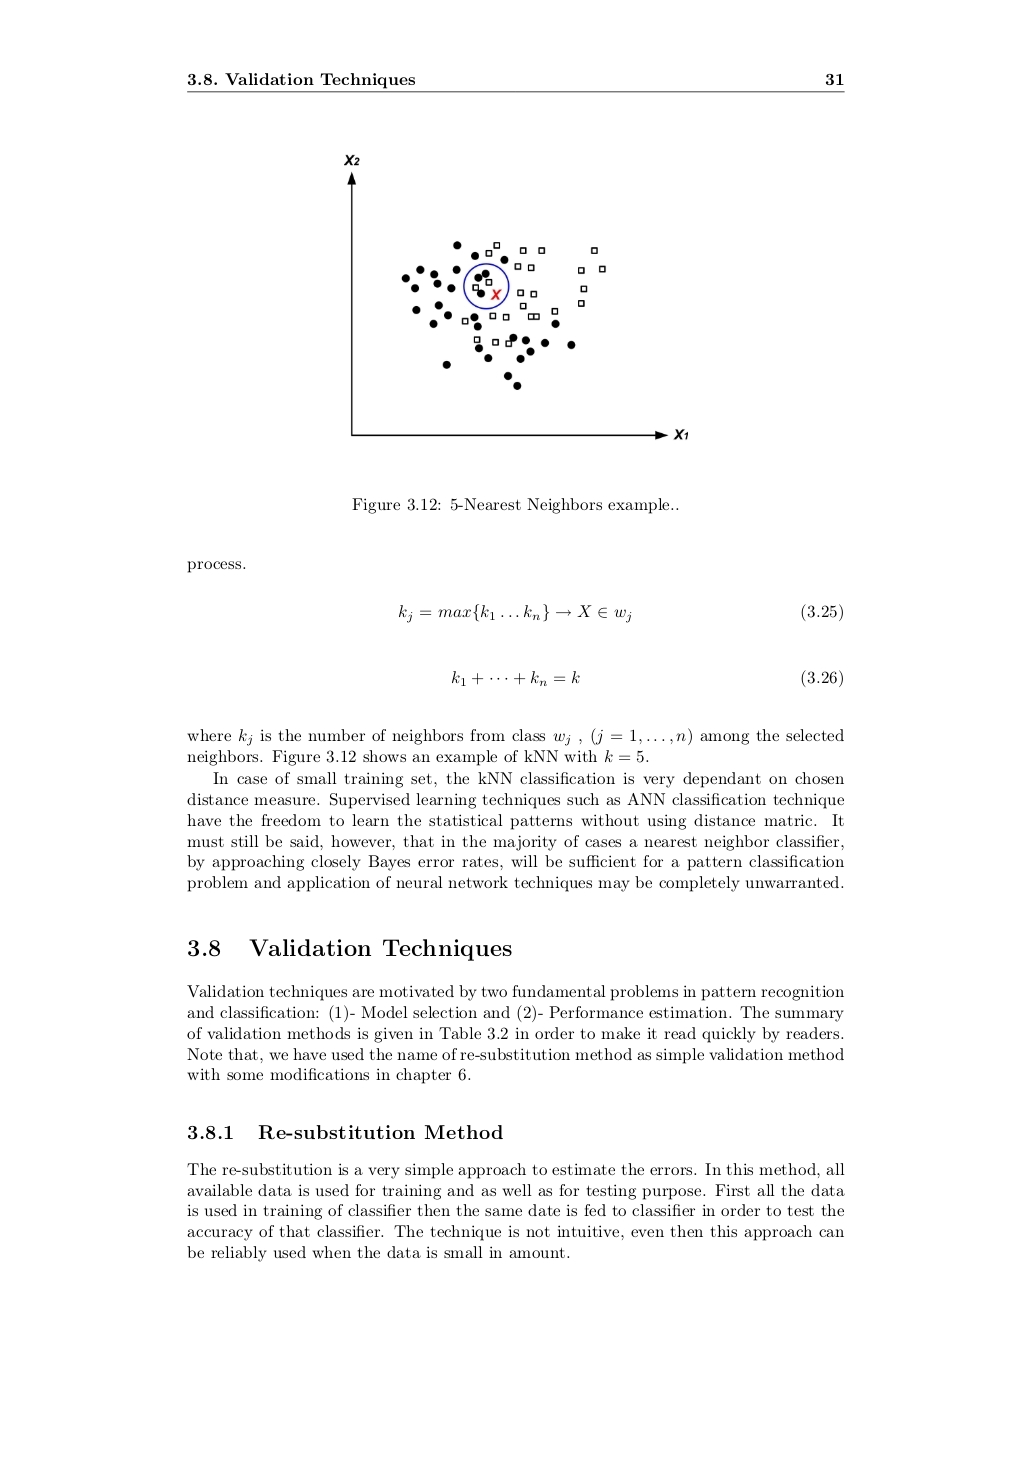 3.8. Validation Techniques 31
X2
X
X1
Figure 3.12: 5-Nearest Neighbors example..
process.
k_j = max{k_1 . . . k_n} → X ∈ w_j (3.25)
k_1 + · · · + k_n = k (3.26)
where k_j is the number of neighbors from class w_j , (j = 1, . . . , n) among the selected
neighbors. Figure 3.12 shows an example of kNN with k = 5.
In case of small training set, the kNN classification is very dependant on chosen
distance measure. Supervised learning techniques such as ANN classification technique
have the freedom to learn the statistical patterns without using distance matric. It
must still be said, however, that in the majority of cases a nearest neighbor classifier,
by approaching closely Bayes error rates, will be sufficient for a pattern classification
problem and application of neural network techniques may be completely unwarranted.
3.8 Validation Techniques
Validation techniques are motivated by two fundamental problems in pattern recognition
and classification: (1)- Model selection and (2)- Performance estimation. The summary
of validation methods is given in Table 3.2 in order to make it read quickly by readers.
Note that, we have used the name of re-substitution method as simple validation method
with some modifications in chapter 6.
3.8.1 Re-substitution Method
The re-substitution is a very simple approach to estimate the errors. In this method, all
available data is used for training and as well as for testing purpose. First all the data
is used in training of classifier then the same date is fed to classifier in order to test the
accuracy of that classifier. The technique is not intuitive, even then this approach can
be reliably used when the data is small in amount.